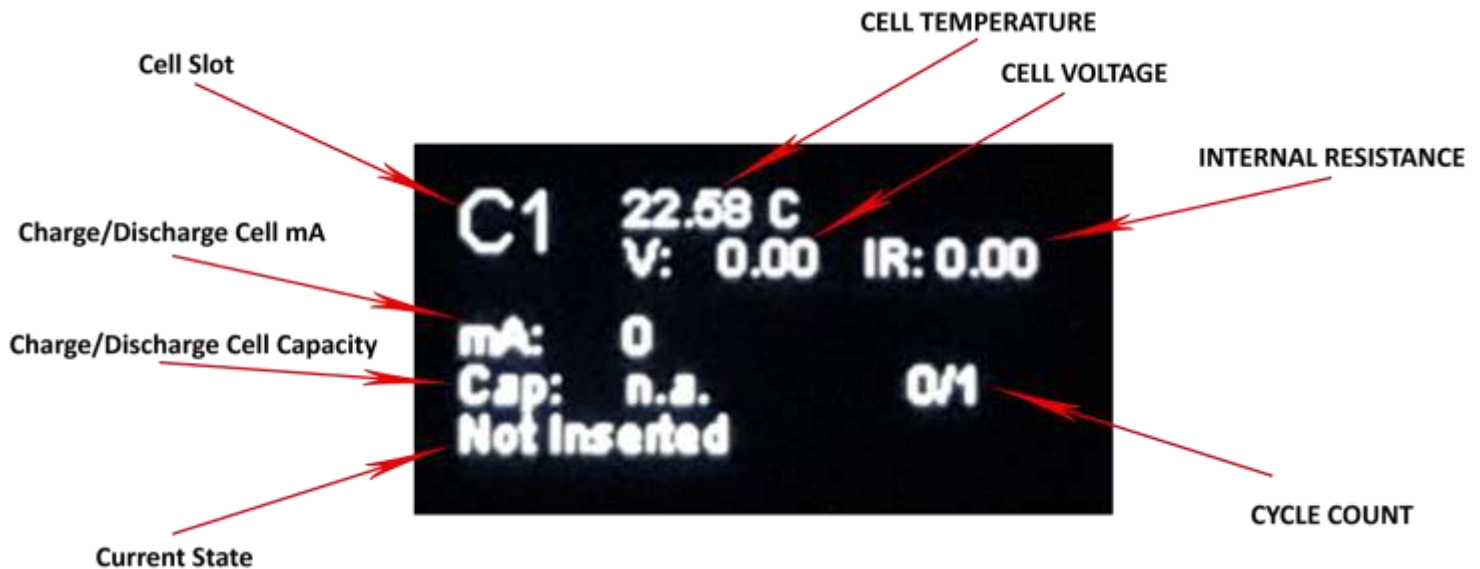 CELL TEMPERATURE
Cell Slot
CELL VOLTAGE
INTERNAL RESISTANCE
C1
22.58 C
V: 0.00 IR: 0.00
Charge/Discharge Cell mA
mA: 0
Charge/Discharge Cell Capacity
Cap: n.a. 0/1
Not Inserted
CYCLE COUNT
Current State